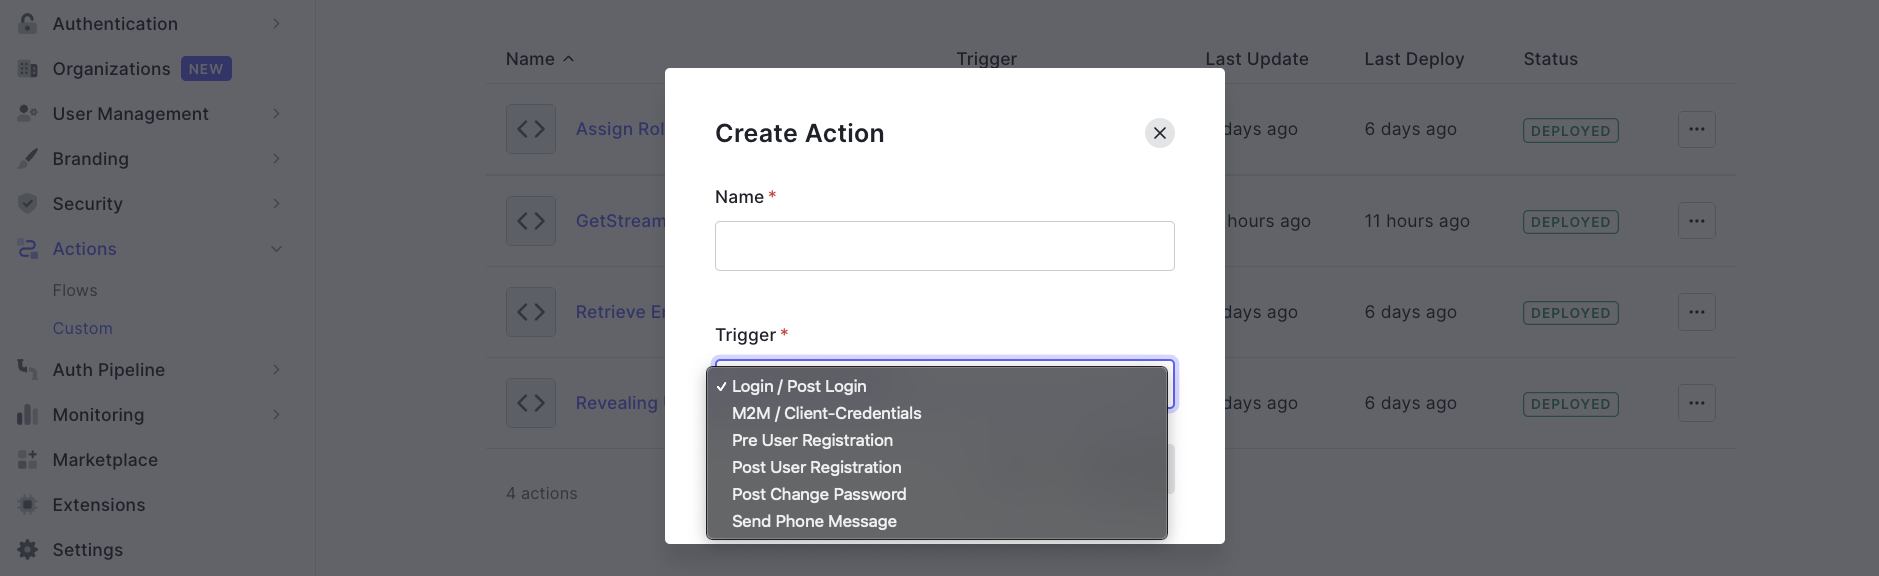 Authentication
Organizations NEW
User Management
Branding
Security
Actions
Flows
Custom
Auth Pipeline
Monitoring
Marketplace
Extensions
Settings
Name Trigger Last Update Last Deploy Status
Assign days ago 6 days ago DEPLOYED
GetStream hours ago 11 hours ago DEPLOYED
Retrieve days ago 6 days ago DEPLOYED
Revealing days ago 6 days ago DEPLOYED
4 actions
Create Action
Name *
Trigger *
✓ Login / Post Login
M2M / Client-Credentials
Pre User Registration
Post User Registration
Post Change Password
Send Phone Message